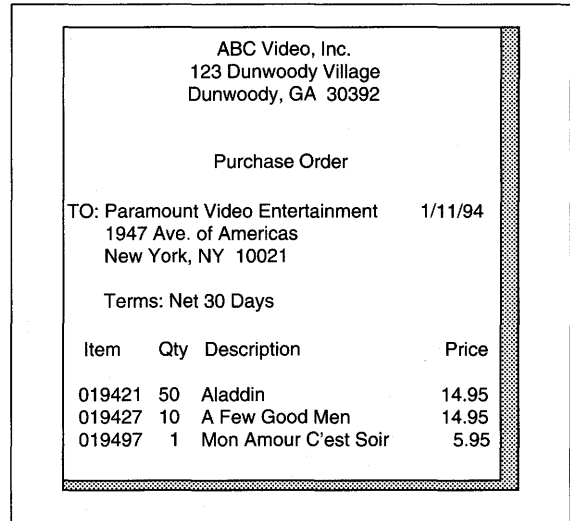 ABC Video, Inc.
123 Dunwoody Village
Dunwoody, GA 30392
Purchase Order
TO: Paramount Video Entertainment 1/11/94
1947 Ave. of Americas
New York, NY 10021
Terms: Net 30 Days
Item Qty Description Price
019421 50 Aladdin 14.95
019427 10 A Few Good Men 14.95
019497 1 Mon Amour C'est Soir 5.95